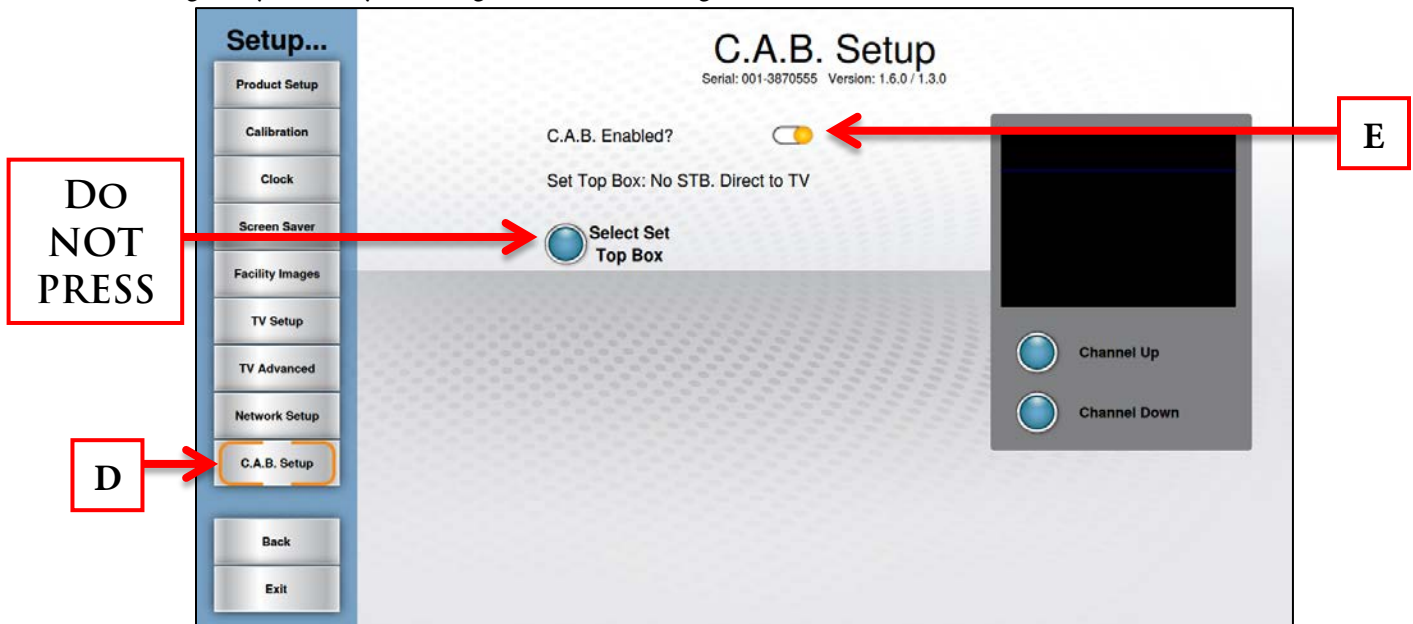 Setup...
Product Setup
Calibration
Clock
Screen Saver
Facility Images
TV Setup
TV Advanced
Network Setup
C.A.B. Setup
Back
Exit
C.A.B. Setup
Serial: 001-3870555 Version: 1.6.0 / 1.3.0
C.A.B. Enabled?
Set Top Box: No STB. Direct to TV
Select Set
Top Box
Channel Up
Channel Down
DO
NOT
PRESS
D
E